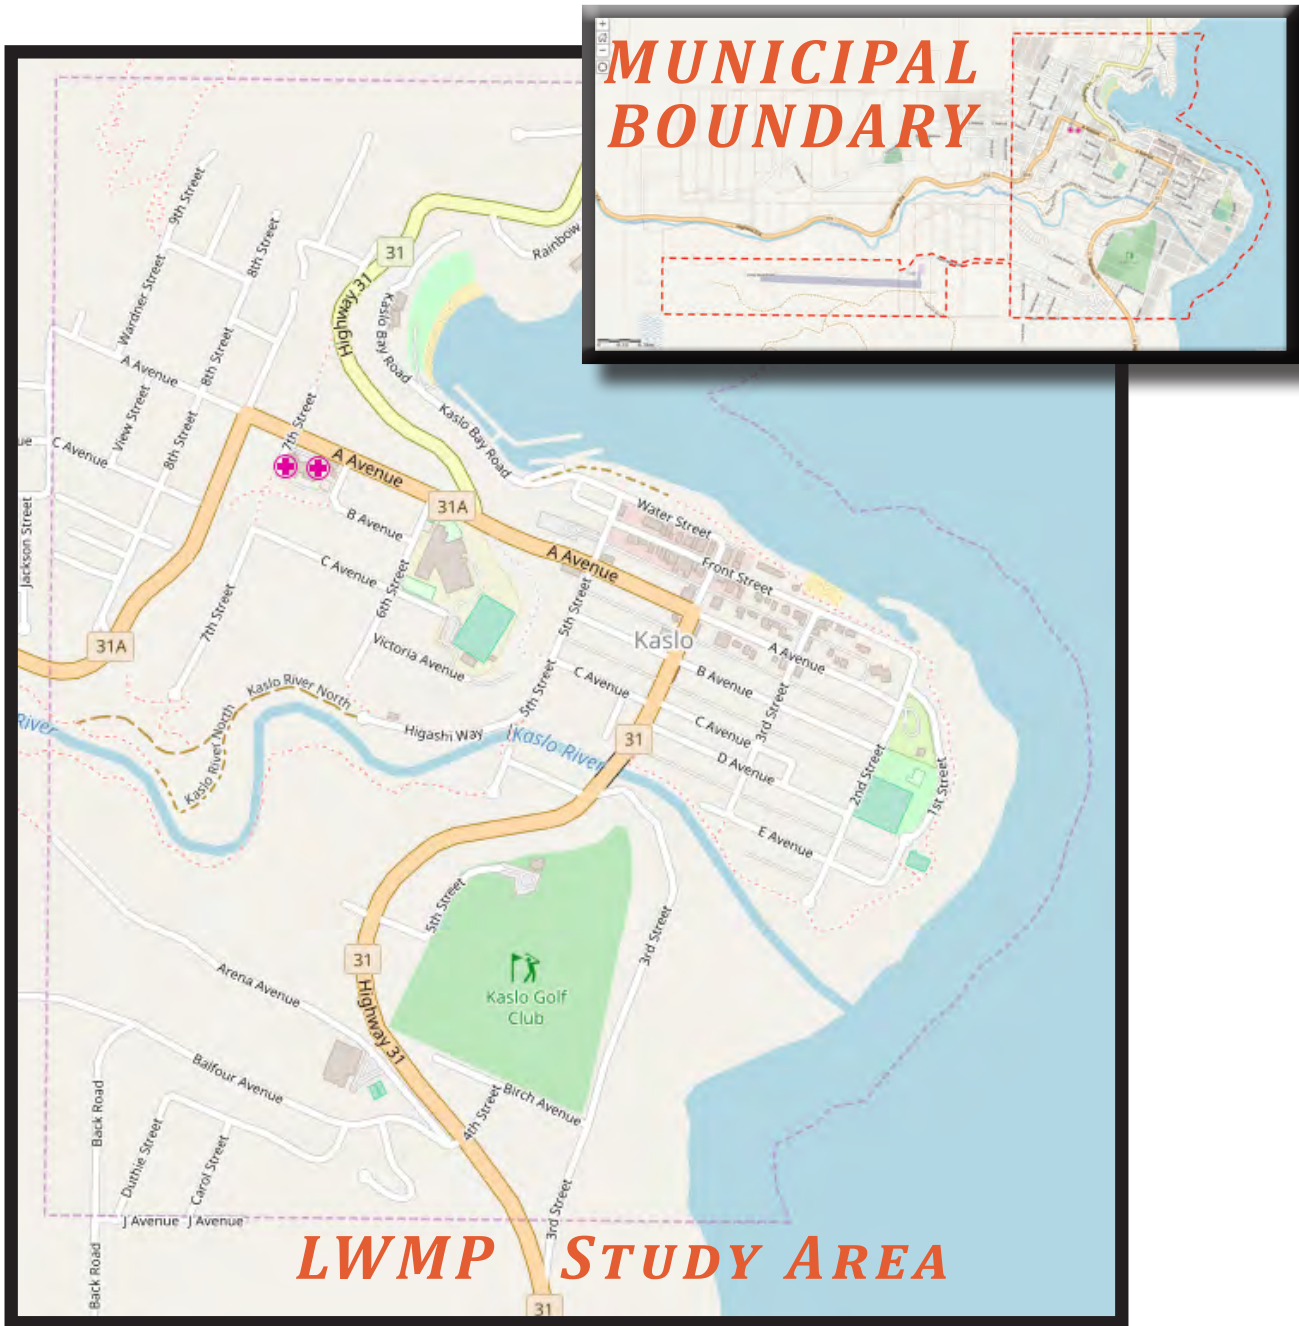 MUNICIPAL
BOUNDARY
9th Street
8th Street
Wardner Street
31
Rainbow
Highway 31
Kaslo Bay Road
8th Street
A Avenue
View Street
7th Street
Kaslo Bay Road
ue
C Avenue
8th Street
A Avenue
31A
Water Street
B Avenue
Jackson Street
A Avenue
Front Street
C Avenue
6th Street
5th Street
7th Street
31A
Victoria Avenue
Kaslo
A Avenue
5th Street
C Avenue
B Avenue
Kaslo River North
3rd Street
River
Kaslo River North
Higashi Way
Kaslo River
31
C Avenue
D Avenue
2nd Street
1st Street
E Avenue
5th Street
3rd Street
31
Arena Avenue
Kaslo Golf
Club
Highway 31
Balfour Avenue
Birch Avenue
4th Street
Back Road
Duthie Street
Carol Street
J Avenue
J Avenue
3rd Street
Back Road
LWMP STUDY AREA
31